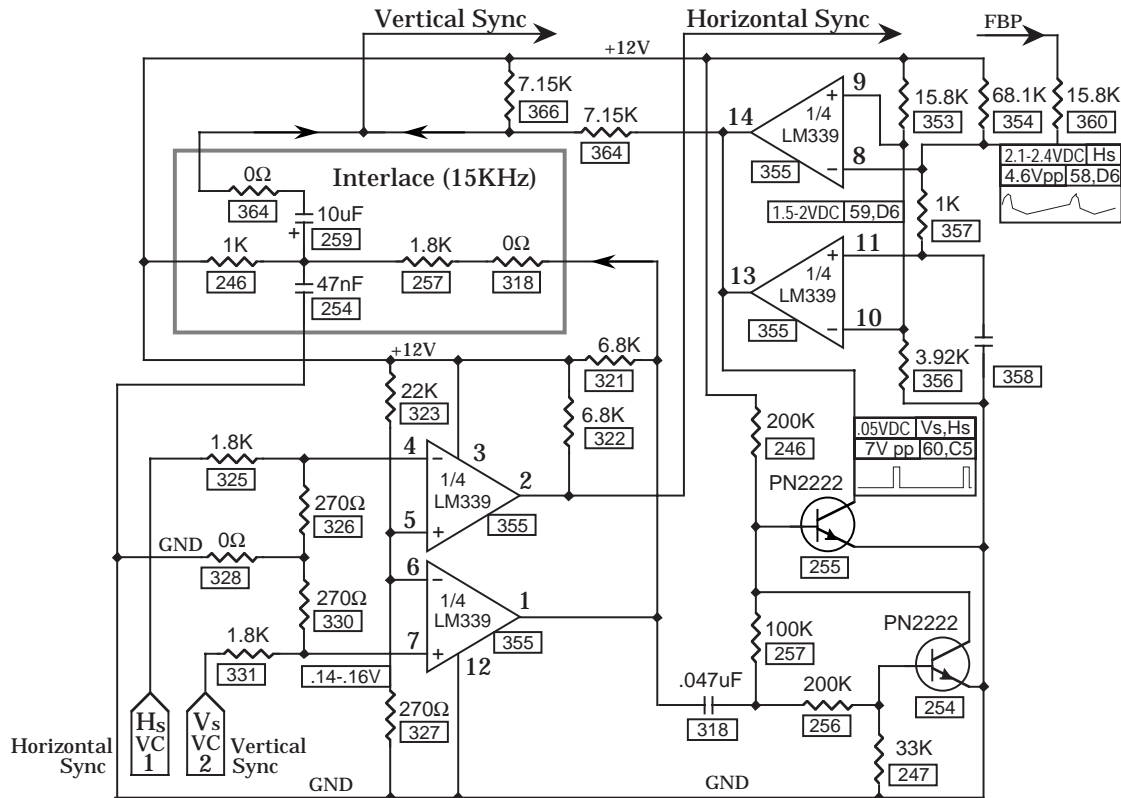 Vertical Sync
Horizontal Sync
FBP
+12V
7.15K
366
7.15K
364
14
1/4
LM339
355
9
+
8
−
15.8K
353
68.1K
354
15.8K
360
2.1-2.4VDC Hs
4.6Vpp 58,D6
Interlace (15KHz)
0Ω
364
10uF
+
259
1K
246
47nF
254
1.8K
257
0Ω
318
1.5-2VDC 59,D6
1K
357
13
1/4
LM339
355
11
+
10
−
3.92K
356
358
+12V
6.8K
321
22K
323
6.8K
322
200K
246
.05VDC Vs,Hs
7V pp 60,C5
1.8K
325
4
−
3
1/4
LM339
2
355
5
+
270Ω
326
PN2222
255
GND
0Ω
328
6
−
1/4
LM339
1
355
7
+
12
270Ω
330
1.8K
331
.14-.16V
100K
257
PN2222
254
.047uF
318
200K
256
270Ω
327
33K
247
Horizontal
Sync
Hs
VC
1
Vs
VC
2
Vertical
Sync
GND
GND